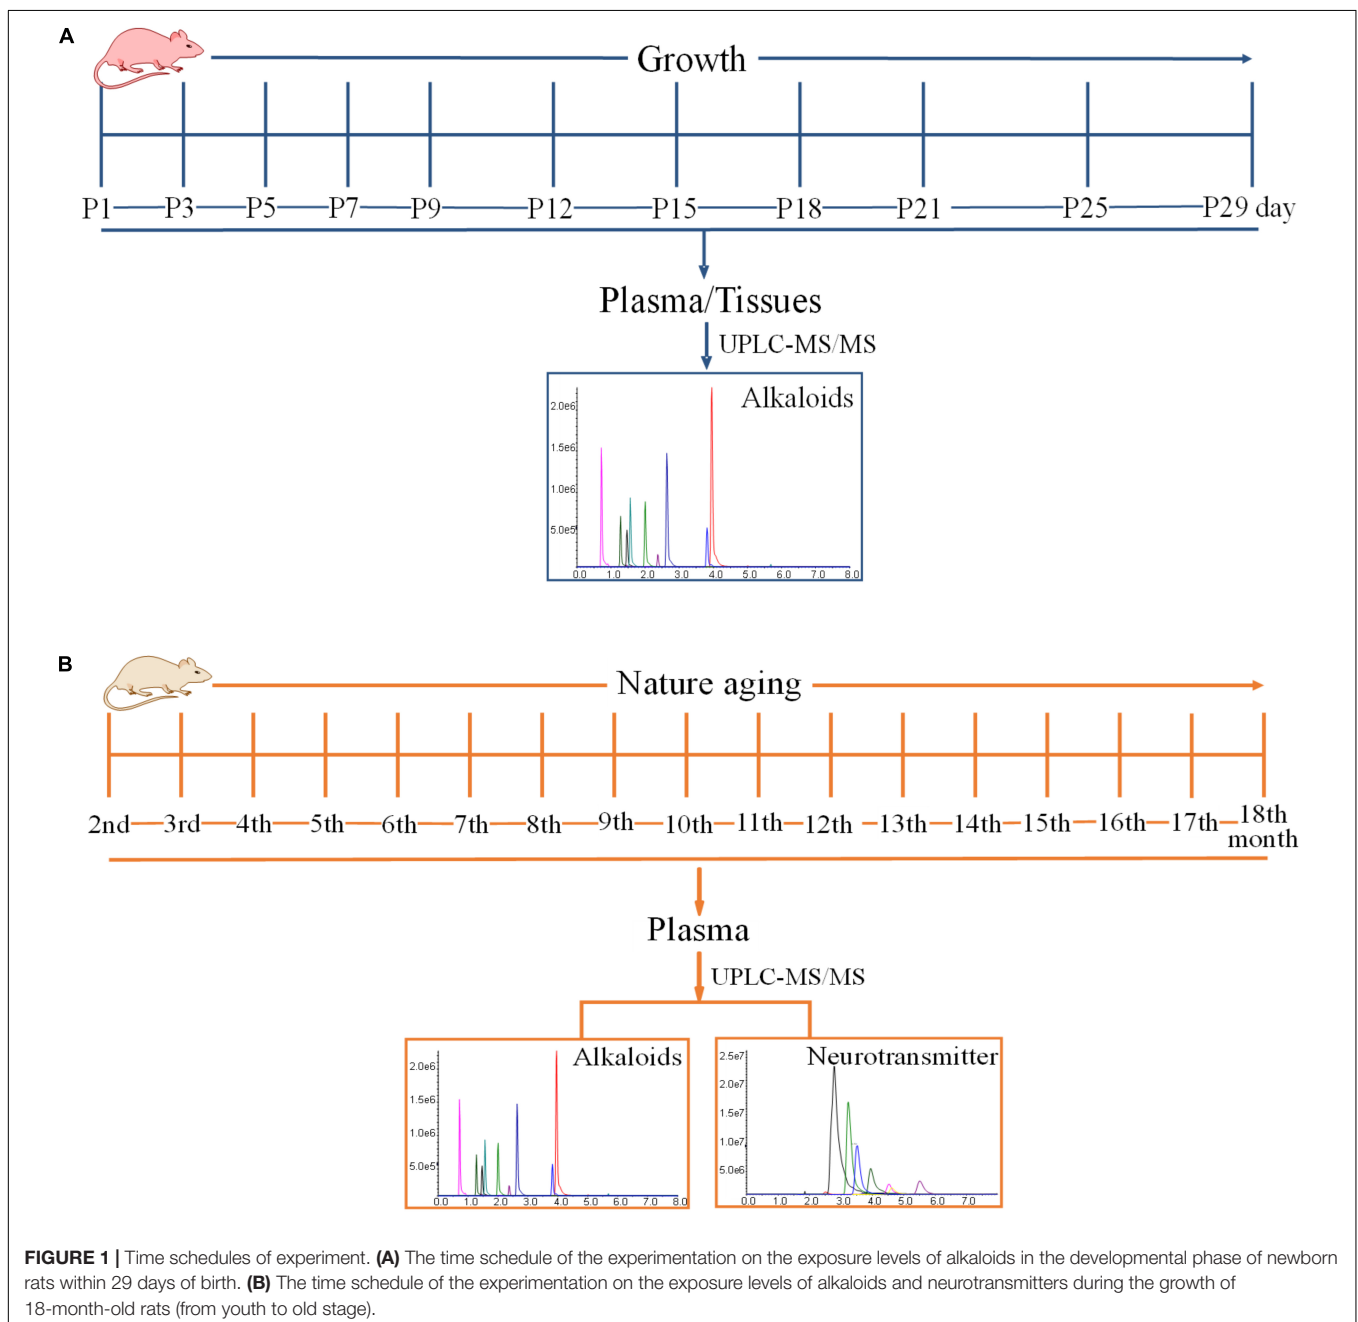 A
Growth
P1 P3 P5 P7 P9 P12 P15 P18 P21 P25 P29 day
Plasma/Tissues
UPLC-MS/MS
Alkaloids
2.0e6
1.5e6
1.0e6
5.0e5
0.0 1.0 2.0 3.0 4.0 5.0 6.0 7.0 8.0
B
Nature aging
2nd 3rd 4th 5th 6th 7th 8th 9th 10th 11th 12th 13th 14th 15th 16th 17th 18th
month
Plasma
UPLC-MS/MS
Alkaloids
2.0e6
1.5e6
1.0e6
5.0e5
0.0 1.0 2.0 3.0 4.0 5.0 6.0 7.0 8.0
Neurotransmitter
2.5e7
2.0e7
1.5e7
1.0e7
5.0e6
0.0 1.0 2.0 3.0 4.0 5.0 6.0 7.0
FIGURE 1 | Time schedules of experiment. (A) The time schedule of the experimentation on the exposure levels of alkaloids in the developmental phase of newborn
rats within 29 days of birth. (B) The time schedule of the experimentation on the exposure levels of alkaloids and neurotransmitters during the growth of
18-month-old rats (from youth to old stage).